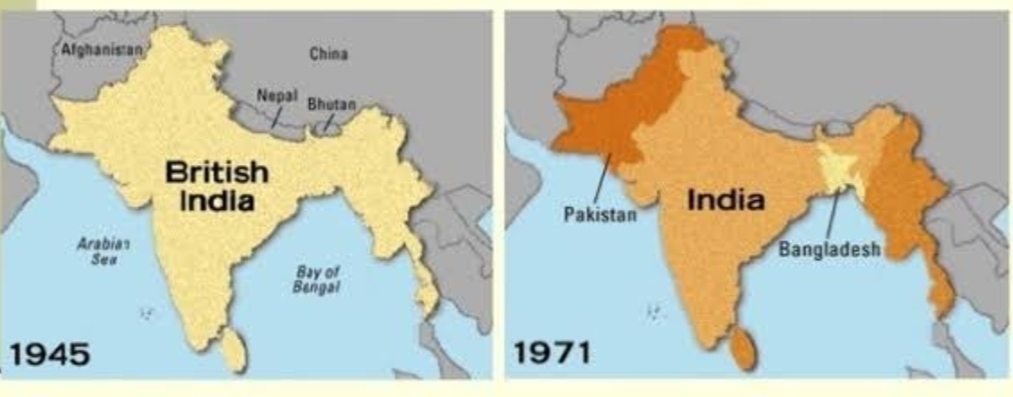 Afghanistan
China
Nepal
Bhutan
British
India
Arabian
Sea
Bay of
Bengal
1945
Pakistan
India
Bangladesh
1971